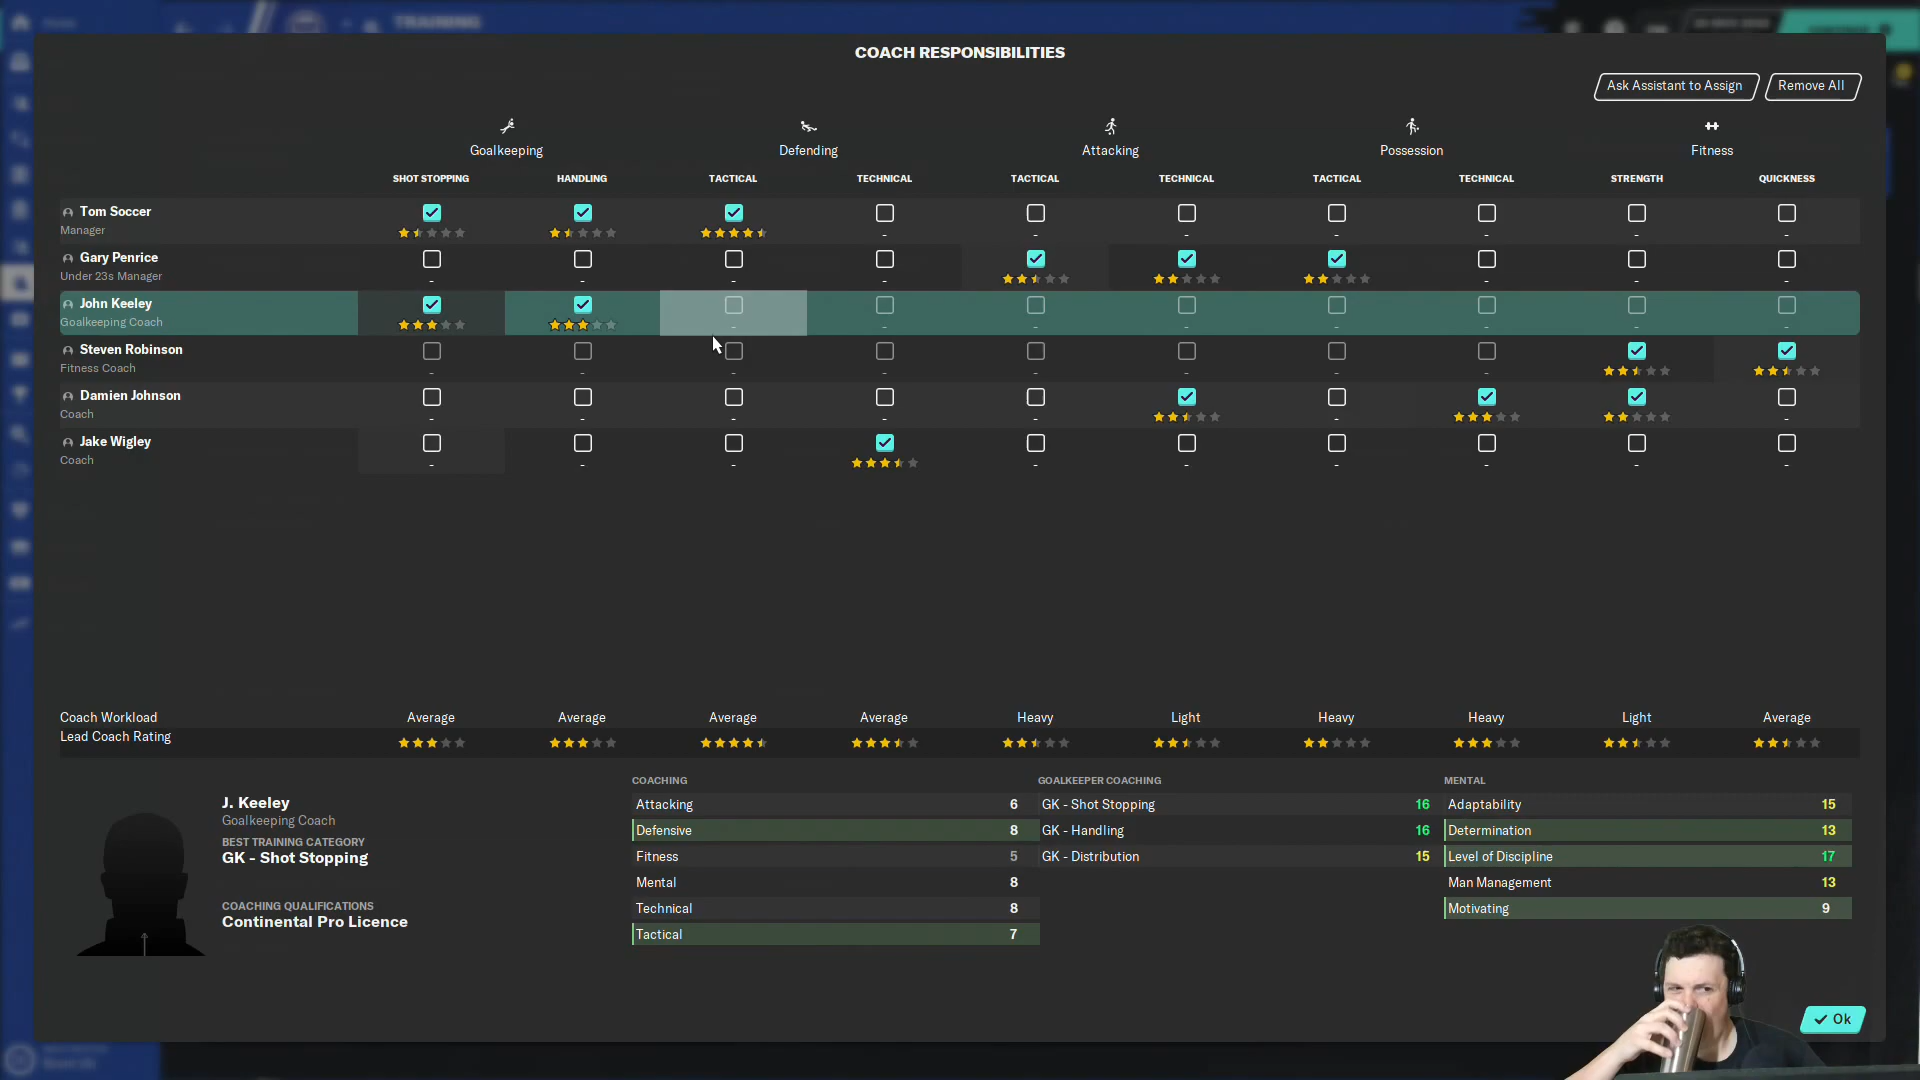 TRAINING
COACH RESPONSIBILITIES
Ask Assistant to Assign Remove All
Goalkeeping Defending Attacking Possession Fitness
SHOT STOPPING HANDLING TACTICAL TECHNICAL TACTICAL TECHNICAL TACTICAL TECHNICAL STRENGTH QUICKNESS
Tom Soccer
Manager - - - - - - -
Gary Penrice
Under 23s Manager - - - - - - -
John Keeley
Goalkeeping Coach - - - - - - - -
Steven Robinson
Fitness Coach - - - - - - - -
Damien Johnson
Coach - - - - - - -
Jake Wigley
Coach - - - - - - - - -
Coach Workload Average Average Average Average Heavy Light Heavy Heavy Light Average
Lead Coach Rating
J. Keeley
Goalkeeping Coach
BEST TRAINING CATEGORY
GK - Shot Stopping
COACHING QUALIFICATIONS
Continental Pro Licence
COACHING
Attacking 6
Defensive 8
Fitness 5
Mental 8
Technical 8
Tactical 7
GOALKEEPER COACHING
GK - Shot Stopping 16
GK - Handling 16
GK - Distribution 15
MENTAL
Adaptability 15
Determination 13
Level of Discipline 17
Man Management 13
Motivating 9
Ok